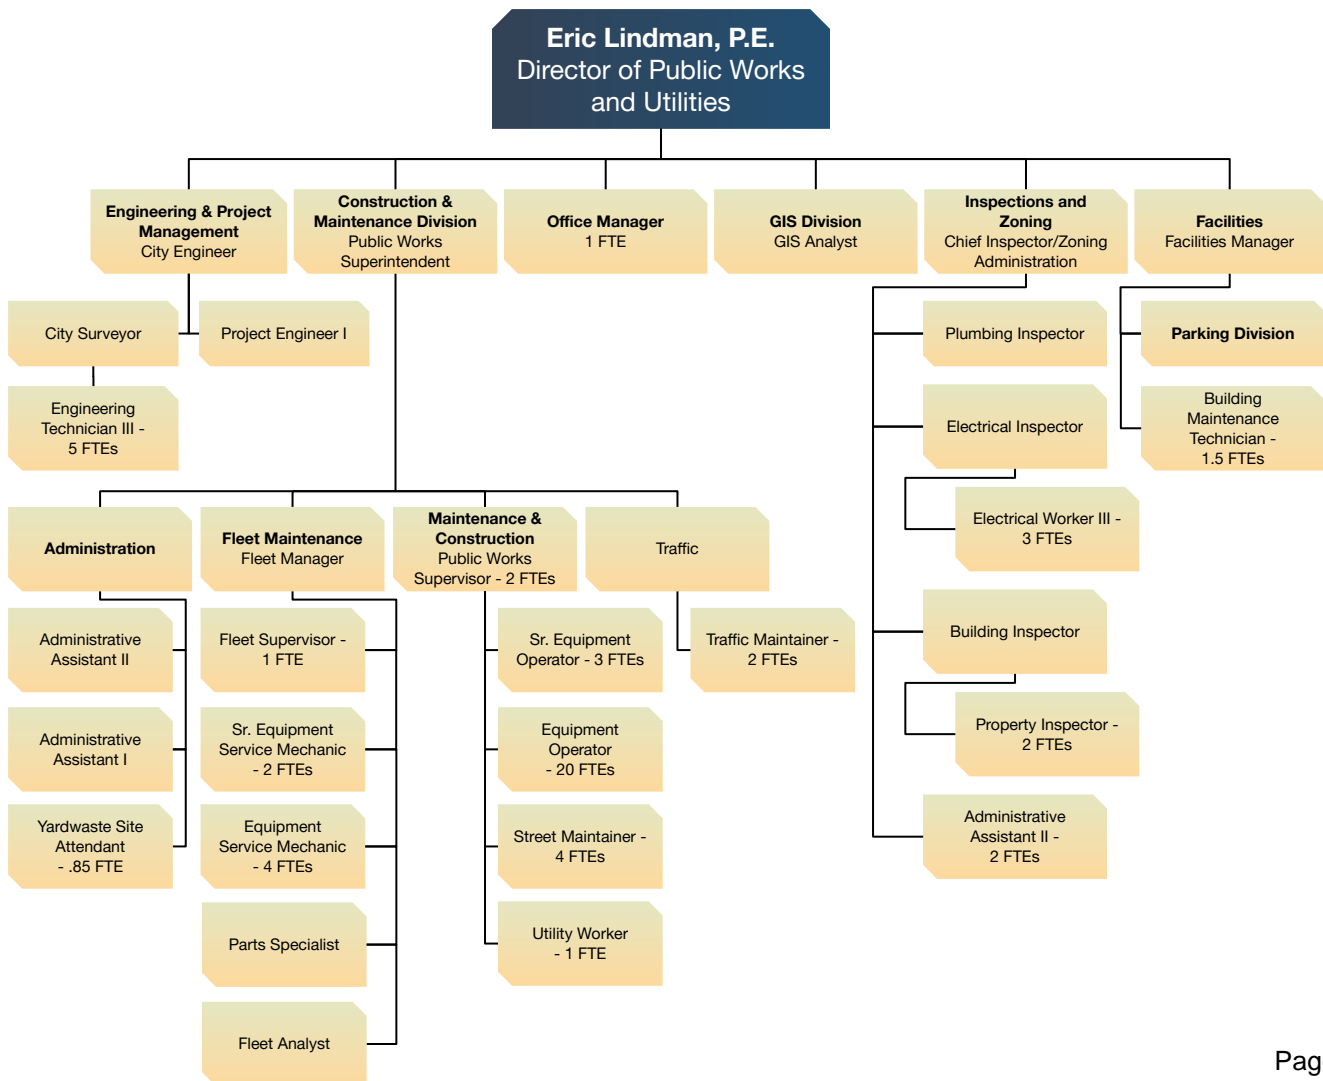 Eric Lindman, P.E.
Director of Public Works
and Utilities
Engineering & Project
Management
City Engineer
Construction &
Maintenance Division
Public Works
Superintendent
Office Manager
1 FTE
GIS Division
GIS Analyst
Inspections and
Zoning
Chief Inspector/Zoning
Administration
Facilities
Facilities Manager
City Surveyor
Project Engineer I
Engineering
Technician III -
5 FTEs
Plumbing Inspector
Electrical Inspector
Electrical Worker III -
3 FTEs
Building Inspector
Property Inspector -
2 FTEs
Administrative
Assistant II -
2 FTEs
Parking Division
Building
Maintenance
Technician -
1.5 FTEs
Administration
Administrative
Assistant II
Administrative
Assistant I
Yardwaste Site
Attendant
- .85 FTE
Fleet Maintenance
Fleet Manager
Fleet Supervisor -
1 FTE
Sr. Equipment
Service Mechanic
- 2 FTEs
Equipment
Service Mechanic
- 4 FTEs
Parts Specialist
Fleet Analyst
Maintenance &
Construction
Public Works
Supervisor - 2 FTEs
Sr. Equipment
Operator - 3 FTEs
Equipment
Operator
- 20 FTEs
Street Maintainer -
4 FTEs
Utility Worker
- 1 FTE
Traffic
Traffic Maintainer -
2 FTEs
Pag